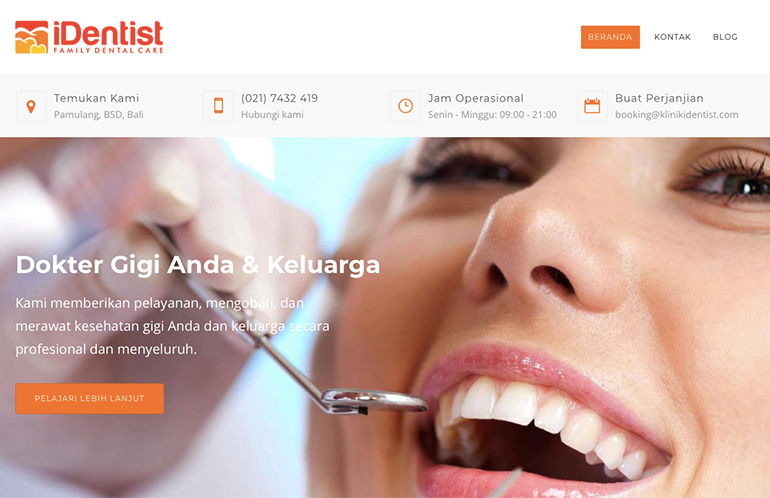 iDentist
FAMILY DENTAL CARE
BERANDA
KONTAK
BLOG
Temukan Kami
Pamulang, BSD, Bali
(021) 7432 419
Hubungi kami
Jam Operasional
Senin - Minggu: 09:00 - 21:00
Buat Perjanjian
booking@klinikidentist.com
Dokter Gigi Anda & Keluarga
Kami memberikan pelayanan, mengobati, dan
merawat kesehatan gigi Anda dan keluarga secara
profesional dan menyeluruh.
PELAJARI LEBIH LANJUT